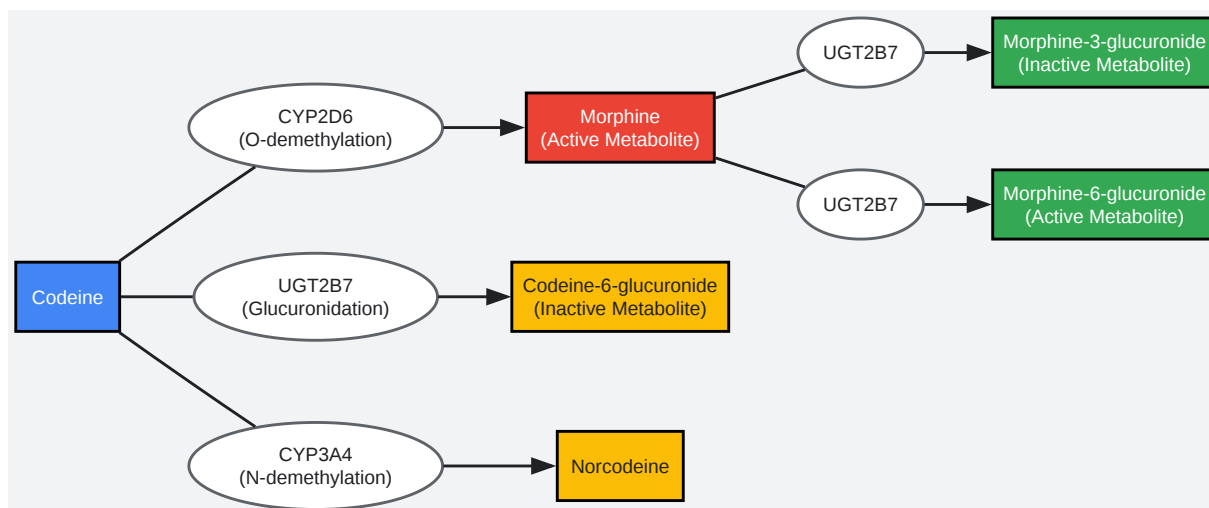 UGT2B7
Morphine-3-glucuronide
(Inactive Metabolite)
CYP2D6
(O-demethylation)
Morphine
(Active Metabolite)
UGT2B7
Morphine-6-glucuronide
(Active Metabolite)
Codeine
UGT2B7
(Glucuronidation)
Codeine-6-glucuronide
(Inactive Metabolite)
CYP3A4
(N-demethylation)
Norcodeine